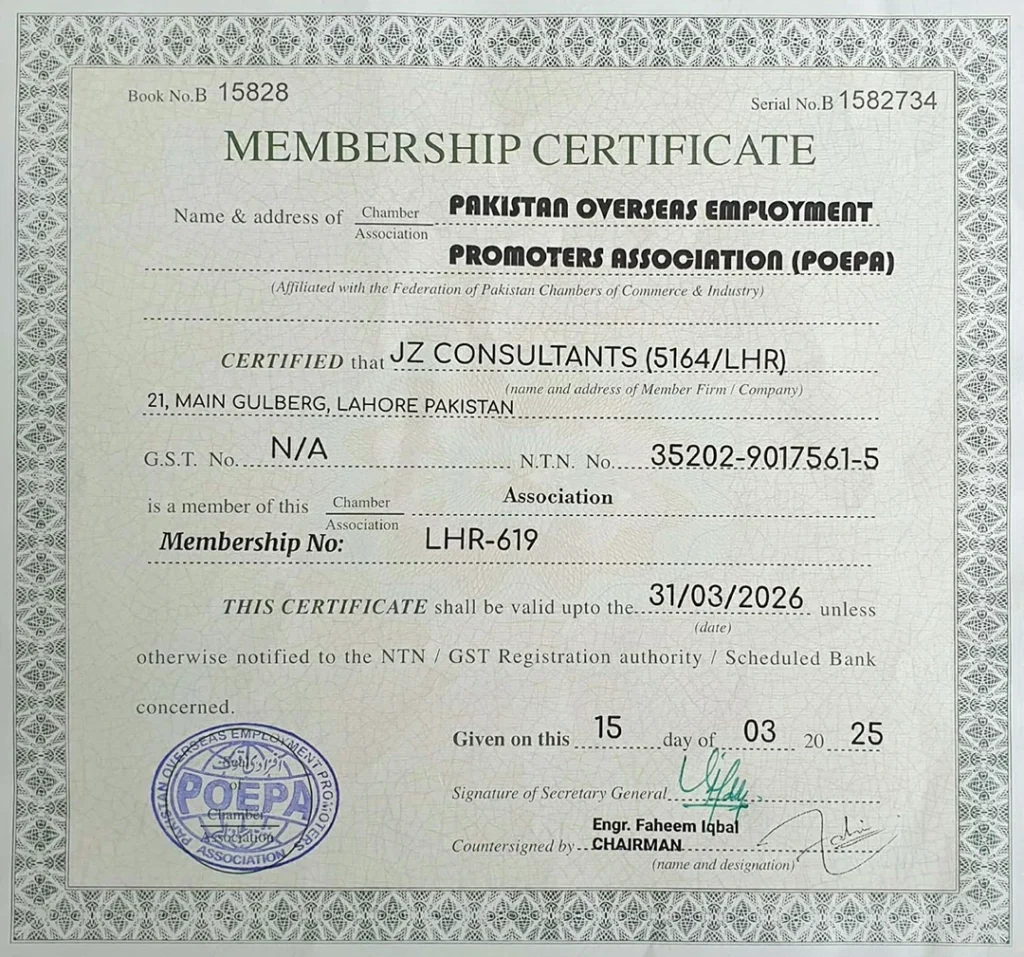 Book No.B 15828
Serial No.B 1582734
MEMBERSHIP CERTIFICATE
Name & address of Chamber PAKISTAN OVERSEAS EMPLOYMENT
Association
PROMOTERS ASSOCIATION (POEPA)
(Affiliated with the Federation of Pakistan Chambers of Commerce & Industry)
CERTIFIED that JZ CONSULTANTS (5164/LHR)
(name and address of Member Firm / Company)
21, MAIN GULBERG, LAHORE PAKISTAN
G.S.T. No. N/A N.T.N. No. 35202-9017561-5
is a member of this Chamber Association
Association
Membership No: LHR-619
THIS CERTIFICATE shall be valid upto the 31/03/2026 unless
(date)
otherwise notified to the NTN / GST Registration authority / Scheduled Bank
concerned.
Given on this 15 day of 03 20 25
Signature of Secretary General
Engr. Faheem Iqbal
Countersigned by CHAIRMAN
(name and designation)
PAKISTAN OVERSEAS EMPLOYMENT PROMOTERS
POEPA
of
Chamber
Association
ASSOCIATION